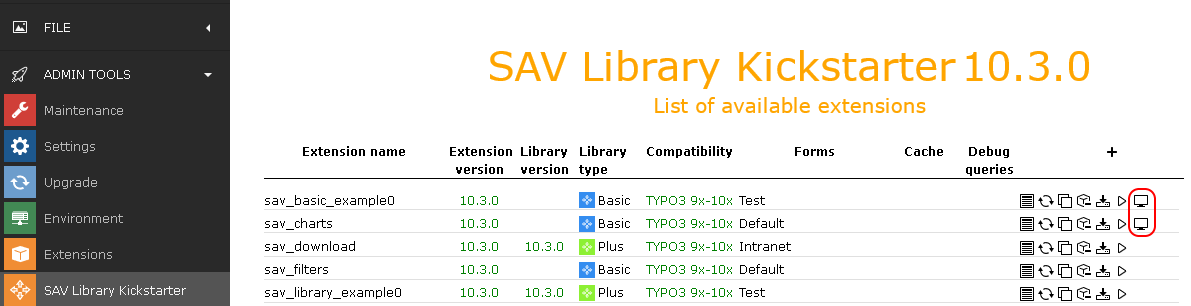 FILE
ADMIN TOOLS
Maintenance
Settings
Upgrade
Environment
Extensions
SAV Library Kickstarter
SAV Library Kickstarter 10.3.0
List of available extensions
Extension name Extension version Library version Library type Compatibility Forms Cache Debug queries +
sav_basic_example0 10.3.0 Basic TYPO3 9x-10x Test
sav_charts 10.3.0 Basic TYPO3 9x-10x Default
sav_download 10.3.0 10.3.0 Plus TYPO3 9x-10x Intranet
sav_filters 10.3.0 Basic TYPO3 9x-10x Default
sav_library_example0 10.3.0 10.3.0 Plus TYPO3 9x-10x Test